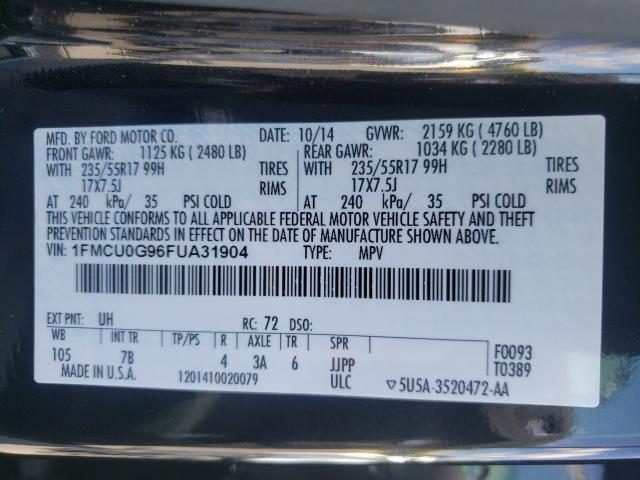 MFD. BY FORD MOTOR CO. DATE: 10/14 GVWR: 2159 KG ( 4760 LB)
FRONT GAWR: 1125 KG ( 2480 LB) REAR GAWR: 1034 KG ( 2280 LB)
WITH 235/55R17 99H TIRES WITH 235/55R17 99H TIRES
17X7.5J RIMS 17X7.5J RIMS
AT 240 kPa/ 35 PSI COLD AT 240 kPa/ 35 PSI COLD
THIS VEHICLE CONFORMS TO ALL APPLICABLE FEDERAL MOTOR VEHICLE SAFETY AND THEFT
PREVENTION STANDARDS IN EFFECT ON THE DATE OF MANUFACTURE SHOWN ABOVE.
VIN: 1FMCU0G96FUA31904 TYPE: MPV
EXT PNT: UH RC: 72 DSO:
WB INT TR TP/PS R AXLE TR SPR F0093
105 7B 4 3A 6 JJPP T0389
MADE IN U.S.A. 1201410020079 ULC ▽5U5A-3520472-AA